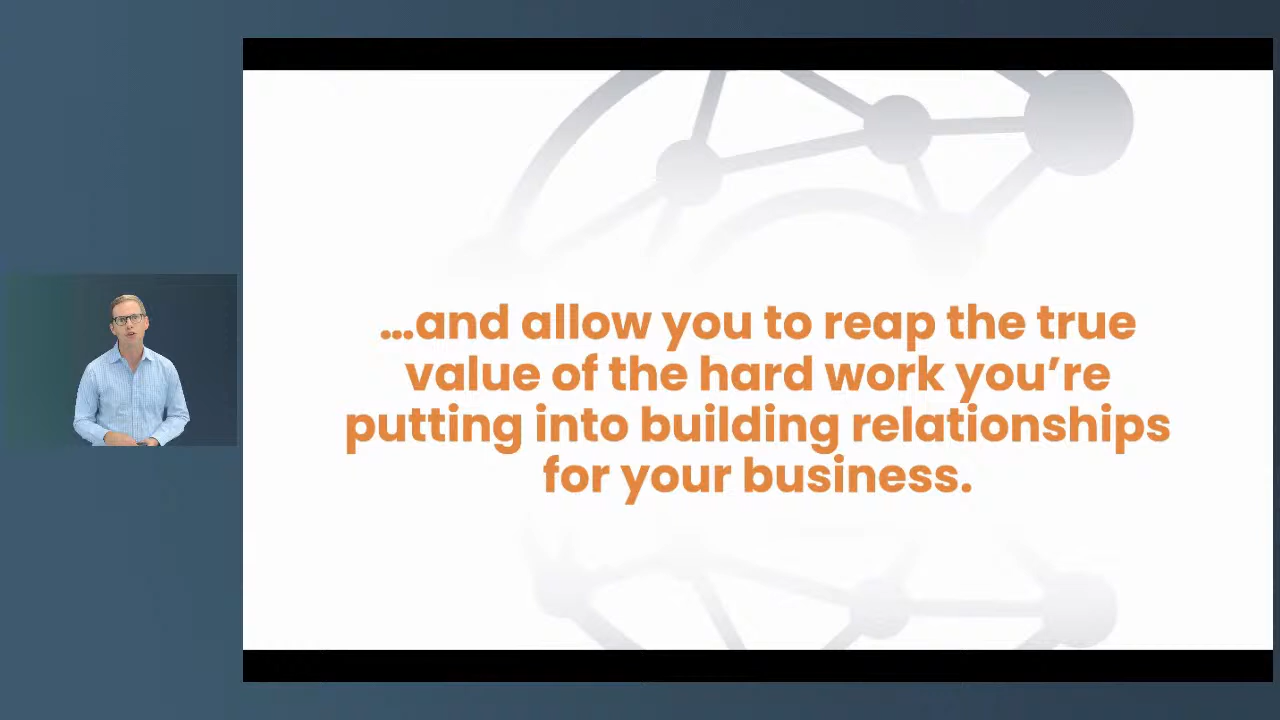 …and allow you to reap the true
value of the hard work you’re
putting into building relationships
for your business.